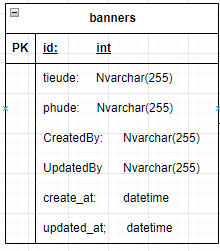 banners
PK id: int
tieude: Nvarchar(255)
phude: Nvarchar(255)
CreatedBy: Nvarchar(255)
UpdatedBy Nvarchar(255)
create_at: datetime
updated_at; datetime